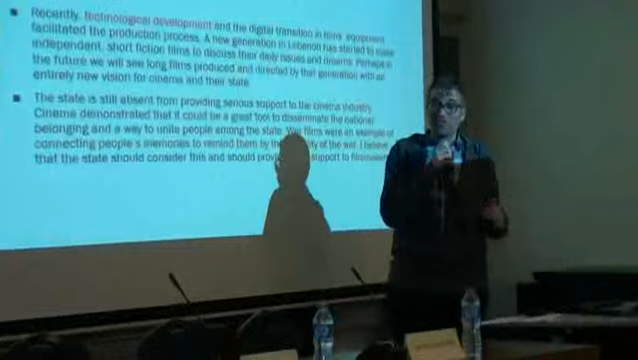 Recently, technological development and the digital transition in films' equipment
facilitated the production process. A new generation in Lebanon has started to make
independent, short fiction films to discuss their daily issues and dreams. Perhaps in
the future we will see long films produced and directed by that generation with an
entirely new vision for cinema and their state.
The state is still absent from providing serious support to the cinema industry.
Cinema demonstrated that it could be a great tool to disseminate the national
belonging and a way to unite people among the state. War films were an example of
connecting people's memories to remind them by the of the war. I believe
that the state should consider this and should support to